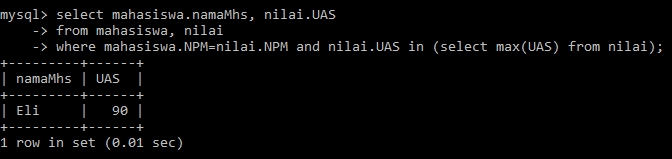 mysql> select mahasiswa.namaMhs, nilai.UAS
    -> from mahasiswa, nilai
    -> where mahasiswa.NPM=nilai.NPM and nilai.UAS in (select max(UAS) from nilai);
+---------+------+
| namaMhs | UAS  |
+---------+------+
| Eli     |   90 |
+---------+------+
1 row in set (0.01 sec)